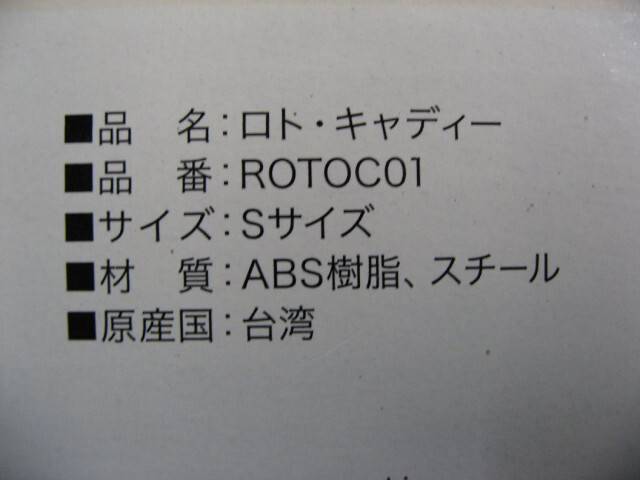 ■品　名：ロト・キャディー
■品　番：ROTOC01
■サイズ：Sサイズ
■材　質：ABS樹脂、スチール
■原産国：台湾